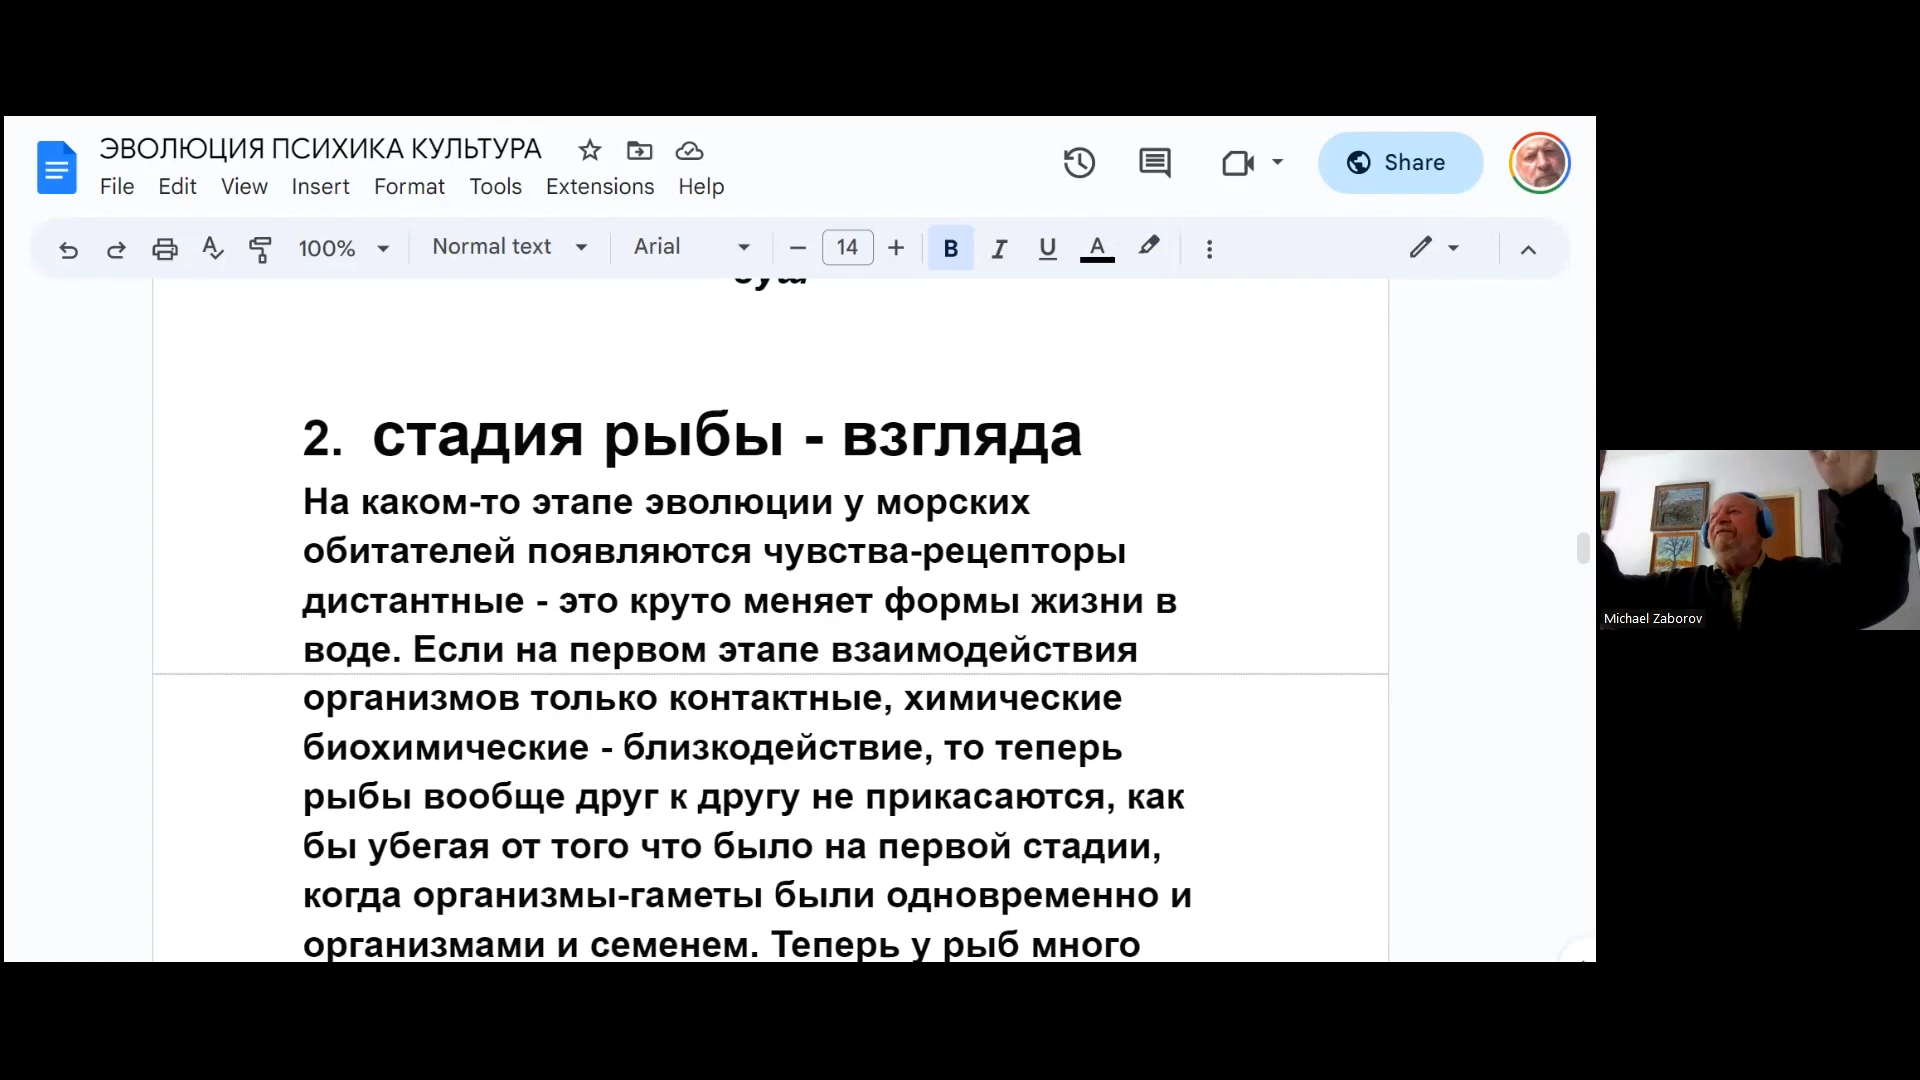 ЭВОЛЮЦИЯ ПСИХИКА КУЛЬТУРА
File Edit View Insert Format Tools Extensions Help
Share
100% Normal text Arial 14 B I U A
2. стадия рыбы - взгляда
На каком-то этапе эволюции у морских
обитателей появляются чувства-рецепторы
дистантные - это круто меняет формы жизни в
воде. Если на первом этапе взаимодействия
организмов только контактные, химические
биохимические - близкодействие, то теперь
рыбы вообще друг к другу не прикасаются, как
бы убегая от того что было на первой стадии,
когда организмы-гаметы были одновременно и
организмами и семенем. Теперь у рыб много
Michael Zaborov